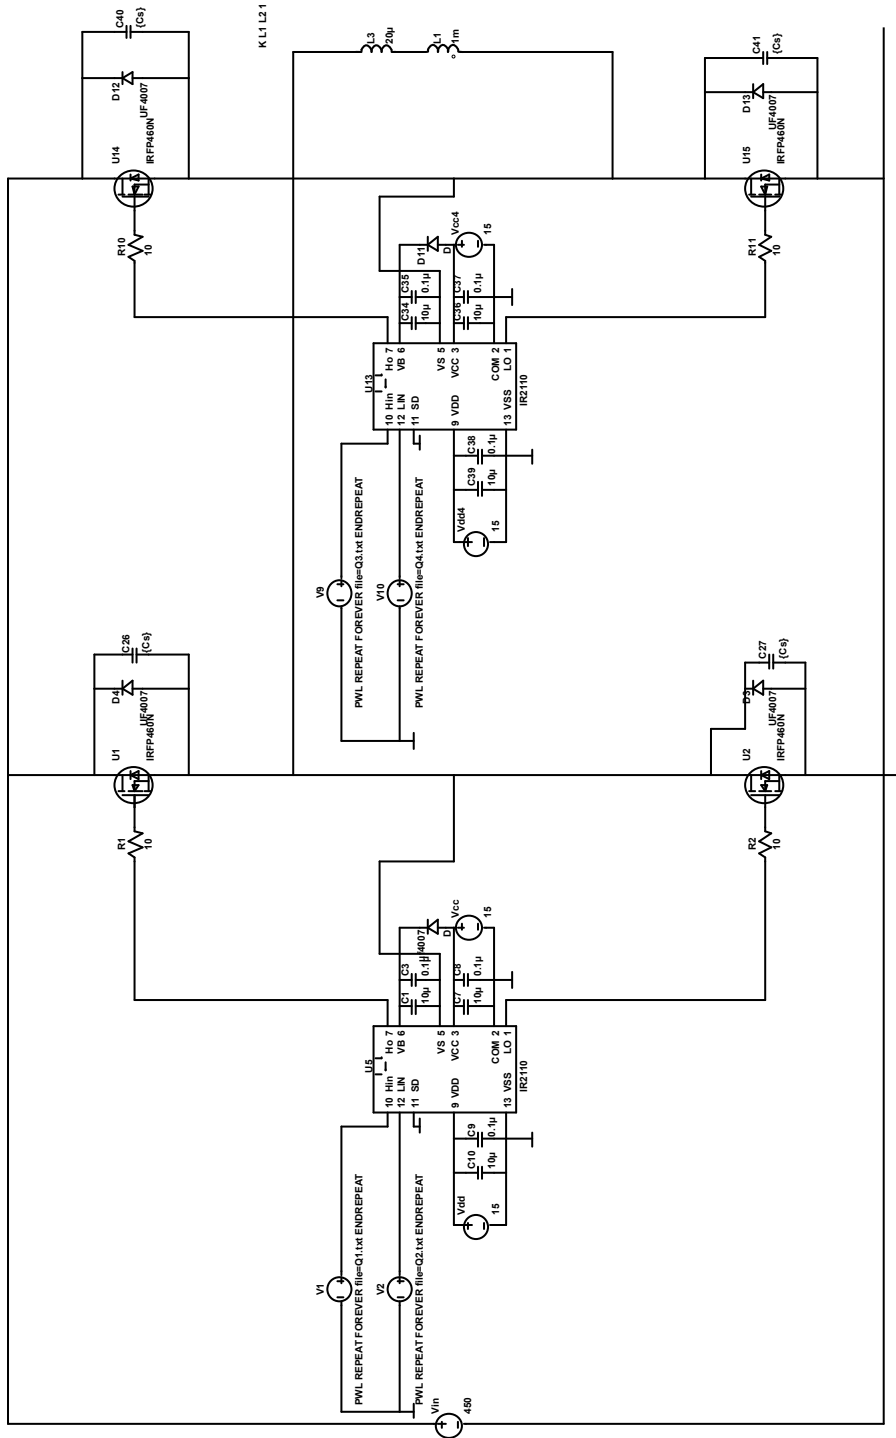 K L1 L2 1
C40
{Cs}
D12
UF4007
U14
IRFP460N
R10
10
L3
20µ
L1
1m
C41
{Cs}
D13
UF4007
U15
IRFP460N
R11
10
D11
D
Vcc4
15
C35
0.1µ
C34
10µ
C37
0.1µ
C36
10µ
U13
Ho 7
VB 6
VS 5
VCC 3
COM 2
LO 1
10 Hin
12 LIN
11 SD
9 VDD
13 VSS
IR2110
C38
0.1µ
C39
10µ
Vdd4
15
V9
PWL REPEAT FOREVER file=Q3.txt ENDREPEAT
V10
PWL REPEAT FOREVER file=Q4.txt ENDREPEAT
C26
{Cs}
D4
UF4007
U1
IRFP460N
R1
10
C27
{Cs}
D3
UF4007
U2
IRFP460N
R2
10
UF4007
D
Vcc
15
C3
0.1µ
C1
10µ
C8
0.1µ
C7
10µ
U5
Ho 7
VB 6
VS 5
VCC 3
COM 2
LO 1
10 Hin
12 LIN
11 SD
9 VDD
13 VSS
IR2110
C9
0.1µ
C10
10µ
Vdd
15
V1
PWL REPEAT FOREVER file=Q1.txt ENDREPEAT
V2
PWL REPEAT FOREVER file=Q2.txt ENDREPEAT
Vin
450